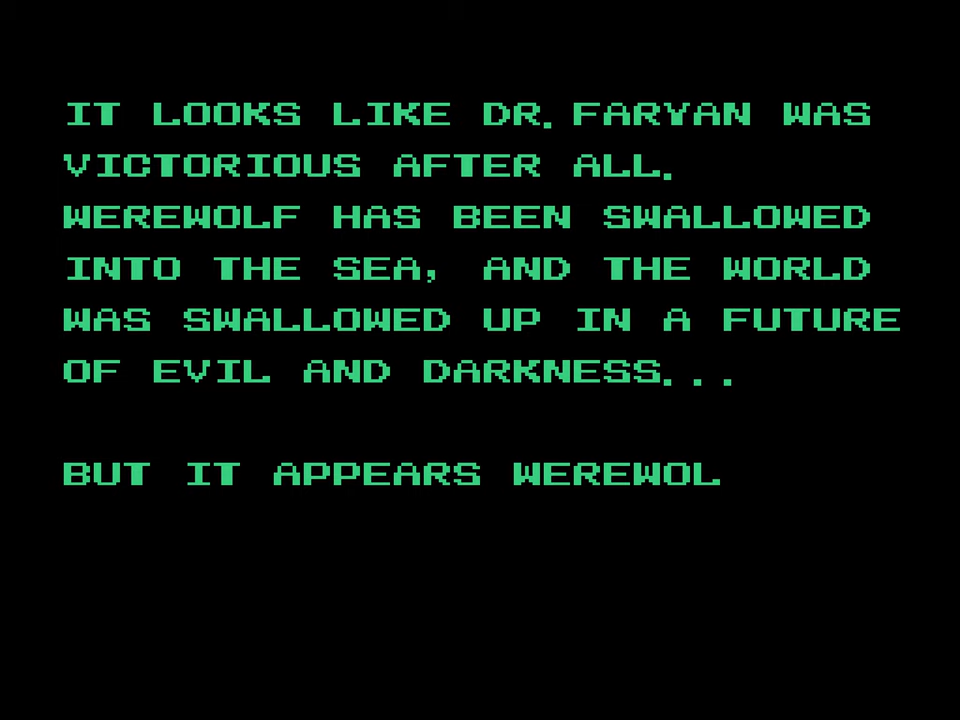 IT LOOKS LIKE DR. FARYAN WAS
VICTORIOUS AFTER ALL.
WEREWOLF HAS BEEN SWALLOWED
INTO THE SEA, AND THE WORLD
WAS SWALLOWED UP IN A FUTURE
OF EVIL AND DARKNESS...
BUT IT APPEARS WEREWOL